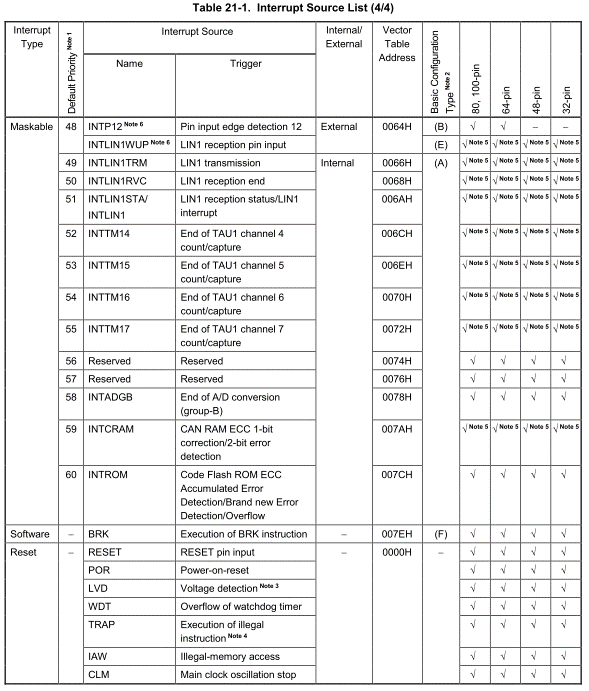 Table 21-1. Interrupt Source List (4/4)
Interrupt Type Default Priority Note 1 Interrupt Source Internal/ External Vector Table Address Basic Configuration Type Note 2 80, 100-pin 64-pin 48-pin 32-pin
Name Trigger
Maskable 48 INTP12 Note 6 Pin input edge detection 12 External 0064H (B) √ √ – –
INTLIN1WUP Note 6 LIN1 reception pin input (E) √ Note 5 √ Note 5 √ Note 5 √ Note 5
49 INTLIN1TRM LIN1 transmission Internal 0066H (A) √ Note 5 √ Note 5 √ Note 5 √ Note 5
50 INTLIN1RVC LIN1 reception end 0068H √ Note 5 √ Note 5 √ Note 5 √ Note 5
51 INTLIN1STA/ LIN1 reception status/LIN1 006AH √ Note 5 √ Note 5 √ Note 5 √ Note 5
INTLIN1 interrupt
52 INTTM14 End of TAU1 channel 4 006CH √ Note 5 √ Note 5 √ Note 5 √ Note 5
count/capture
53 INTTM15 End of TAU1 channel 5 006EH √ Note 5 √ Note 5 √ Note 5 √ Note 5
count/capture
54 INTTM16 End of TAU1 channel 6 0070H √ Note 5 √ Note 5 √ Note 5 √ Note 5
count/capture
55 INTTM17 End of TAU1 channel 7 0072H √ Note 5 √ Note 5 √ Note 5 √ Note 5
count/capture
56 Reserved Reserved 0074H √ √ √ √
57 Reserved Reserved 0076H √ √ √ √
58 INTADGB End of A/D conversion 0078H √ √ √ √
(group-B)
59 INTCRAM CAN RAM ECC 1-bit 007AH √ Note 5 √ Note 5 √ Note 5 √ Note 5
correction/2-bit error
detection
60 INTROM Code Flash ROM ECC 007CH √ √ √ √
Accumulated Error
Detection/Brand new Error
Detection/Overflow
Software – BRK Execution of BRK instruction – 007EH (F) √ √ √ √
Reset – RESET RESET pin input – 0000H – √ √ √ √
POR Power-on-reset √ √ √ √
LVD Voltage detection Note 3 √ √ √ √
WDT Overflow of watchdog timer √ √ √ √
TRAP Execution of illegal √ √ √ √
instruction Note 4
IAW Illegal-memory access √ √ √ √
CLM Main clock oscillation stop √ √ √ √